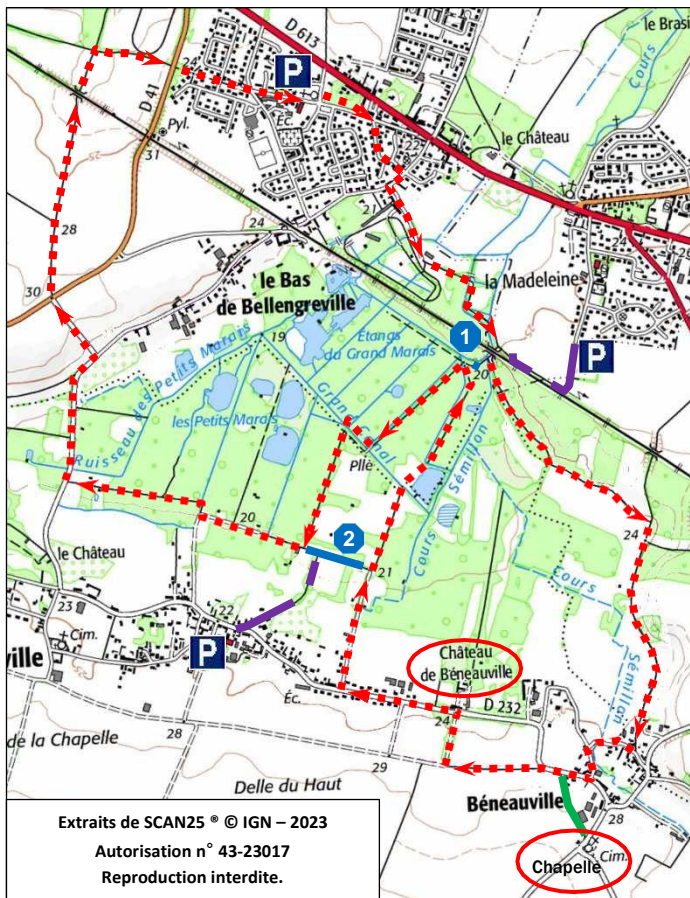 D 613
le Brasi
Cours
P
24
D 41
Pyl.
31
Éc.
22
le Château
28
24
21
24
29
la Madeleine
30
le Bas
de Bellengreville
19
Étangs
du Grand Marais
1
20
P
Ruisseau des Petits Marais
les Petits Marais
Grand Canal
Plle
Sémillon
Cours
24
20
2
21
le Château
23
22
Cim.
P
ville
Cours
Sémillan
Château
de Béneauville
Éc.
24
D 232
de la Chapelle
28
29
Delle du Haut
Béneauville
28
Cim.
Chapelle
Extraits de SCAN25 ® © IGN – 2023
Autorisation n° 43-23017
Reproduction interdite.